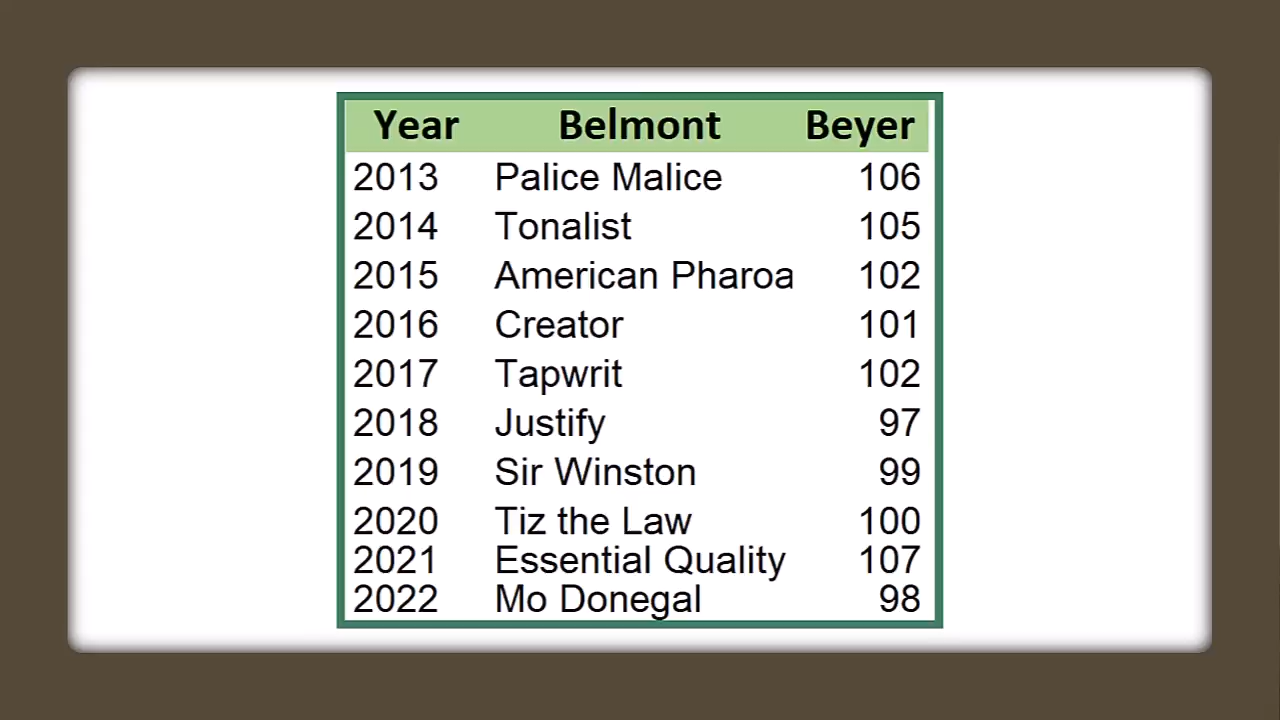 Year Belmont Beyer
2013 Palice Malice 106
2014 Tonalist 105
2015 American Pharoa 102
2016 Creator 101
2017 Tapwrit 102
2018 Justify 97
2019 Sir Winston 99
2020 Tiz the Law 100
2021 Essential Quality 107
2022 Mo Donegal 98